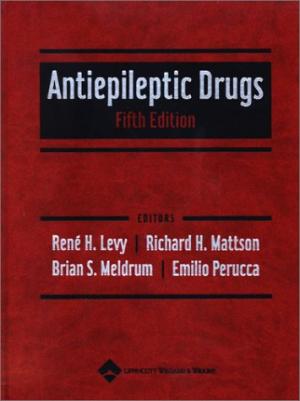 Antiepileptic Drugs
Fifth Edition
EDITORS
René H. Levy | Richard H. Mattson
Brian S. Meldrum | Emilio Perucca
LIPPINCOTT WILLIAMS & WILKINS